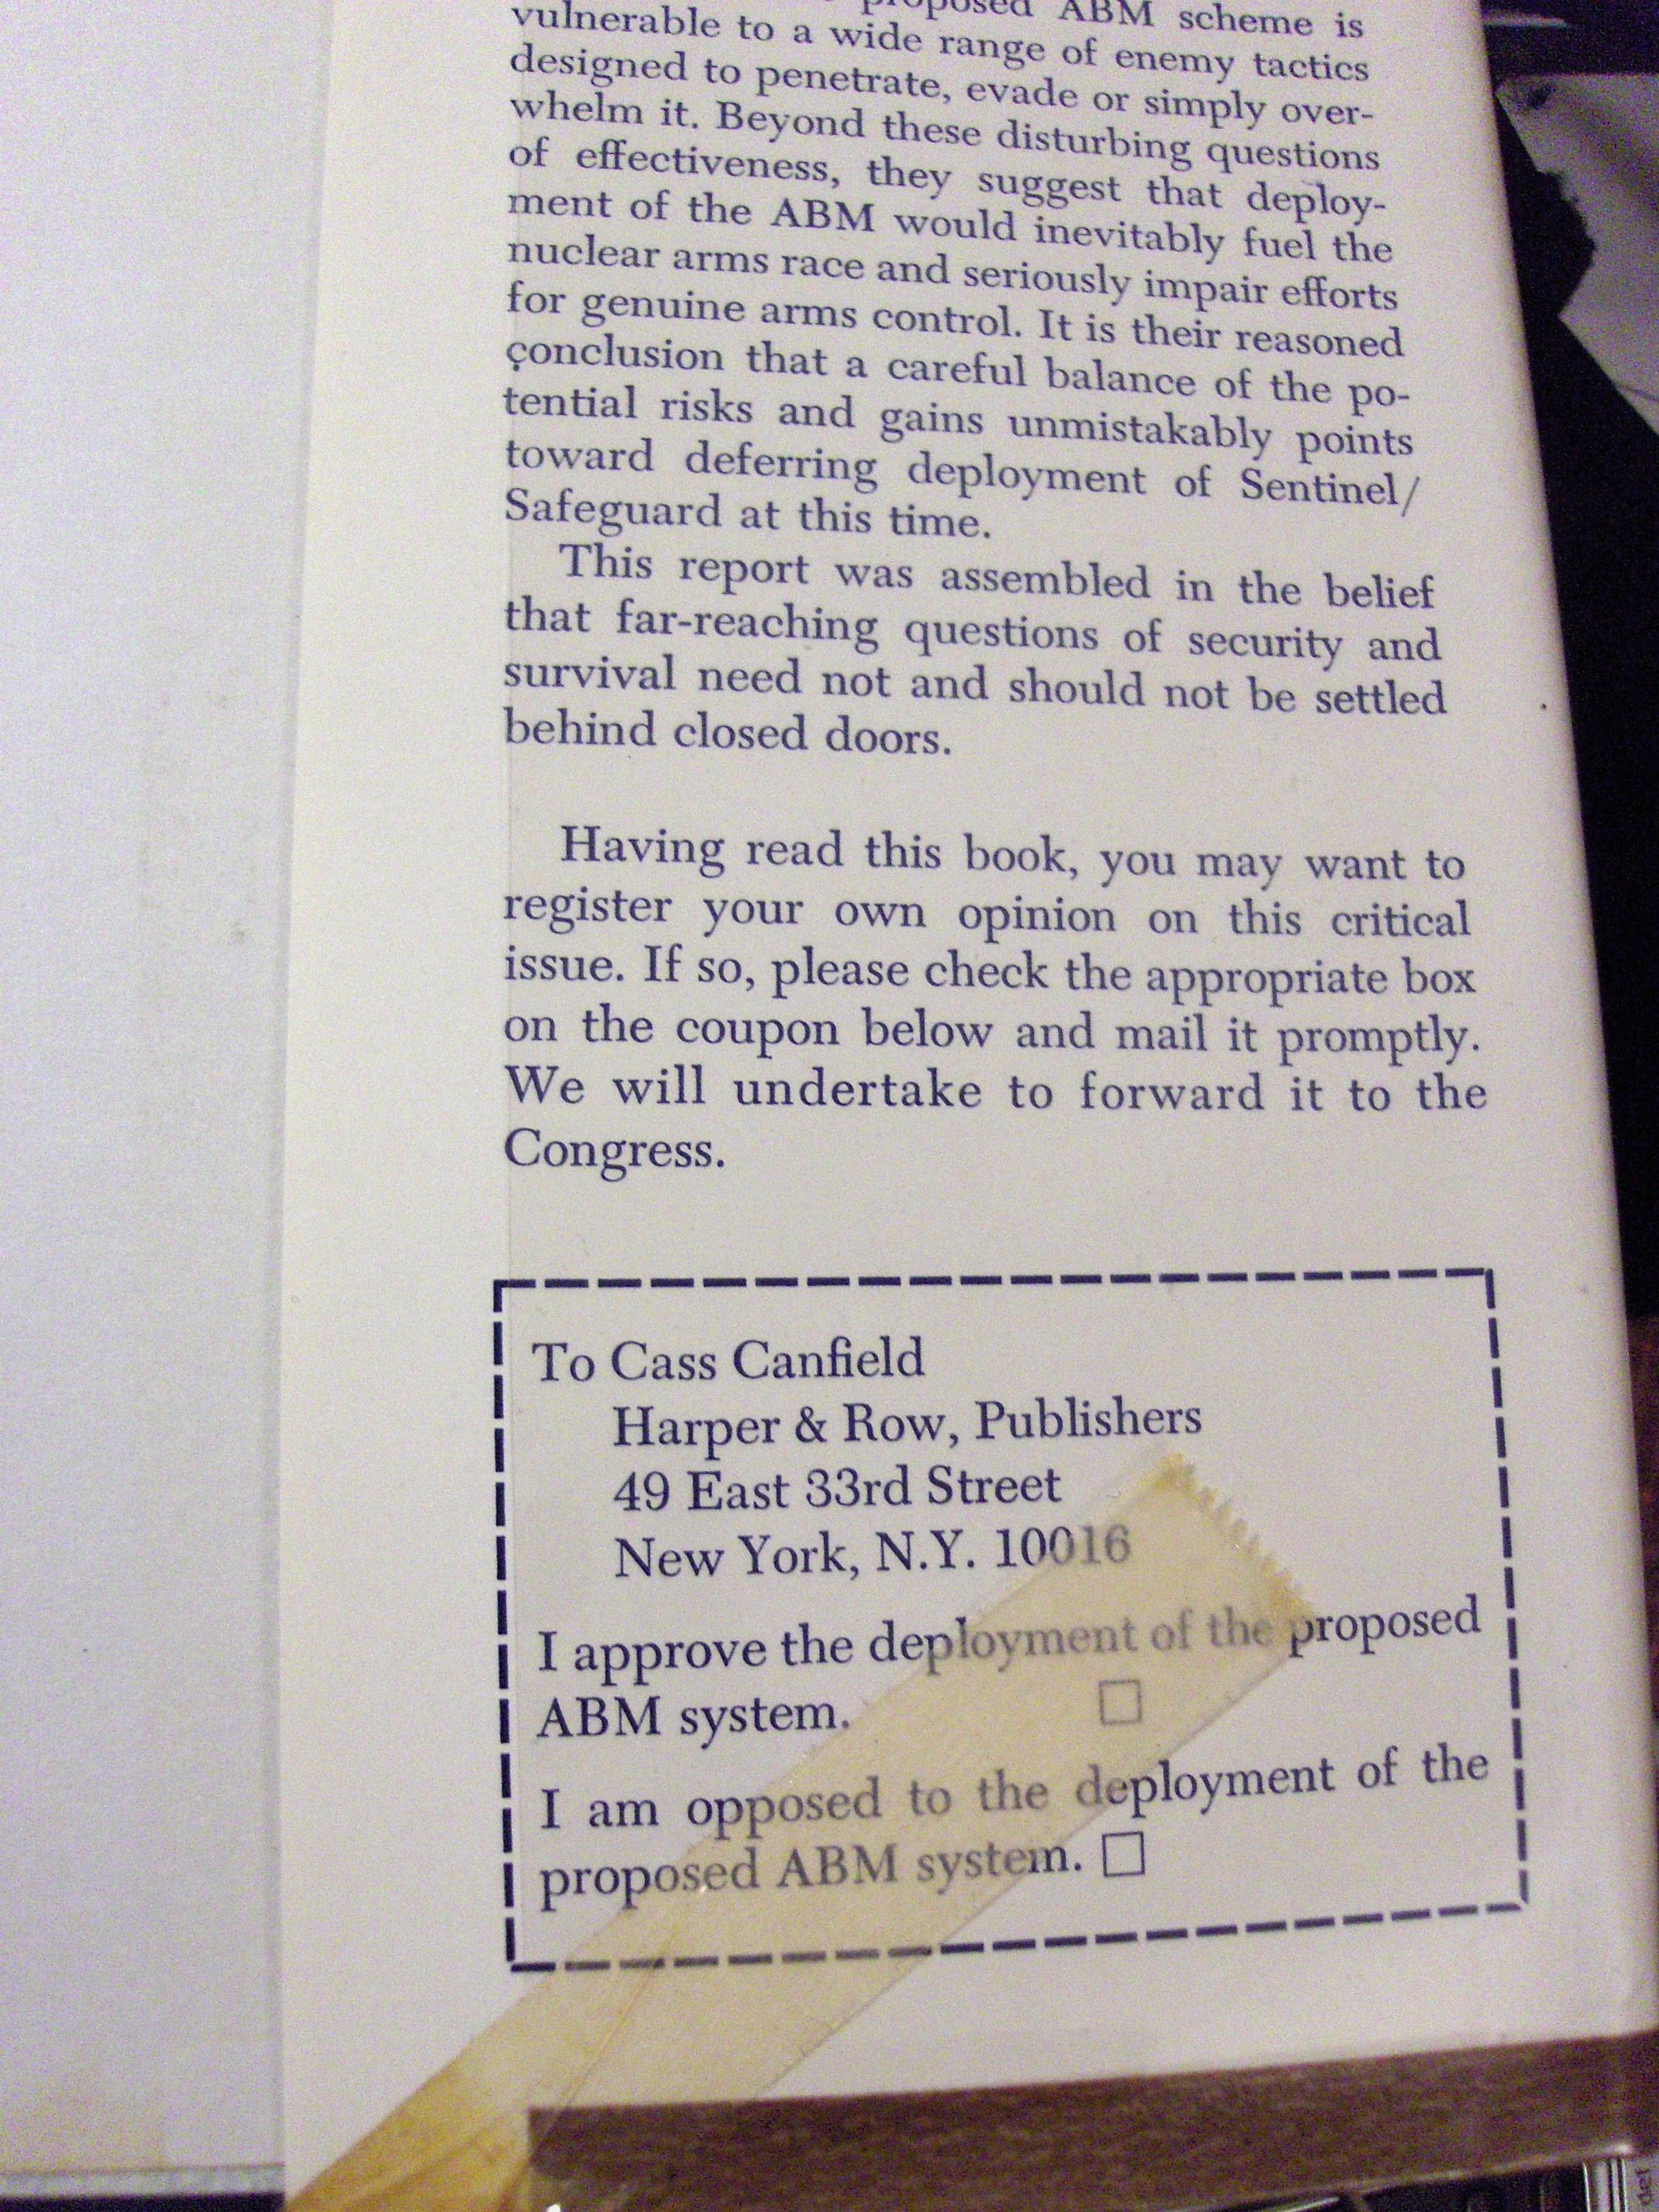 proposed ABM scheme is
vulnerable to a wide range of enemy tactics
designed to penetrate, evade or simply over-
whelm it. Beyond these disturbing questions
of effectiveness, they suggest that deploy-
ment of the ABM would inevitably fuel the
nuclear arms race and seriously impair efforts
for genuine arms control. It is their reasoned
conclusion that a careful balance of the po-
tential risks and gains unmistakably points
toward deferring deployment of Sentinel/
Safeguard at this time.
This report was assembled in the belief
that far-reaching questions of security and
survival need not and should not be settled
behind closed doors.
Having read this book, you may want to
register your own opinion on this critical
issue. If so, please check the appropriate box
on the coupon below and mail it promptly.
We will undertake to forward it to the
Congress.
To Cass Canfield
Harper & Row, Publishers
49 East 33rd Street
New York, N.Y. 10016
I approve the deployment of the proposed
ABM system. □
I am opposed to the deployment of the
proposed ABM system. □